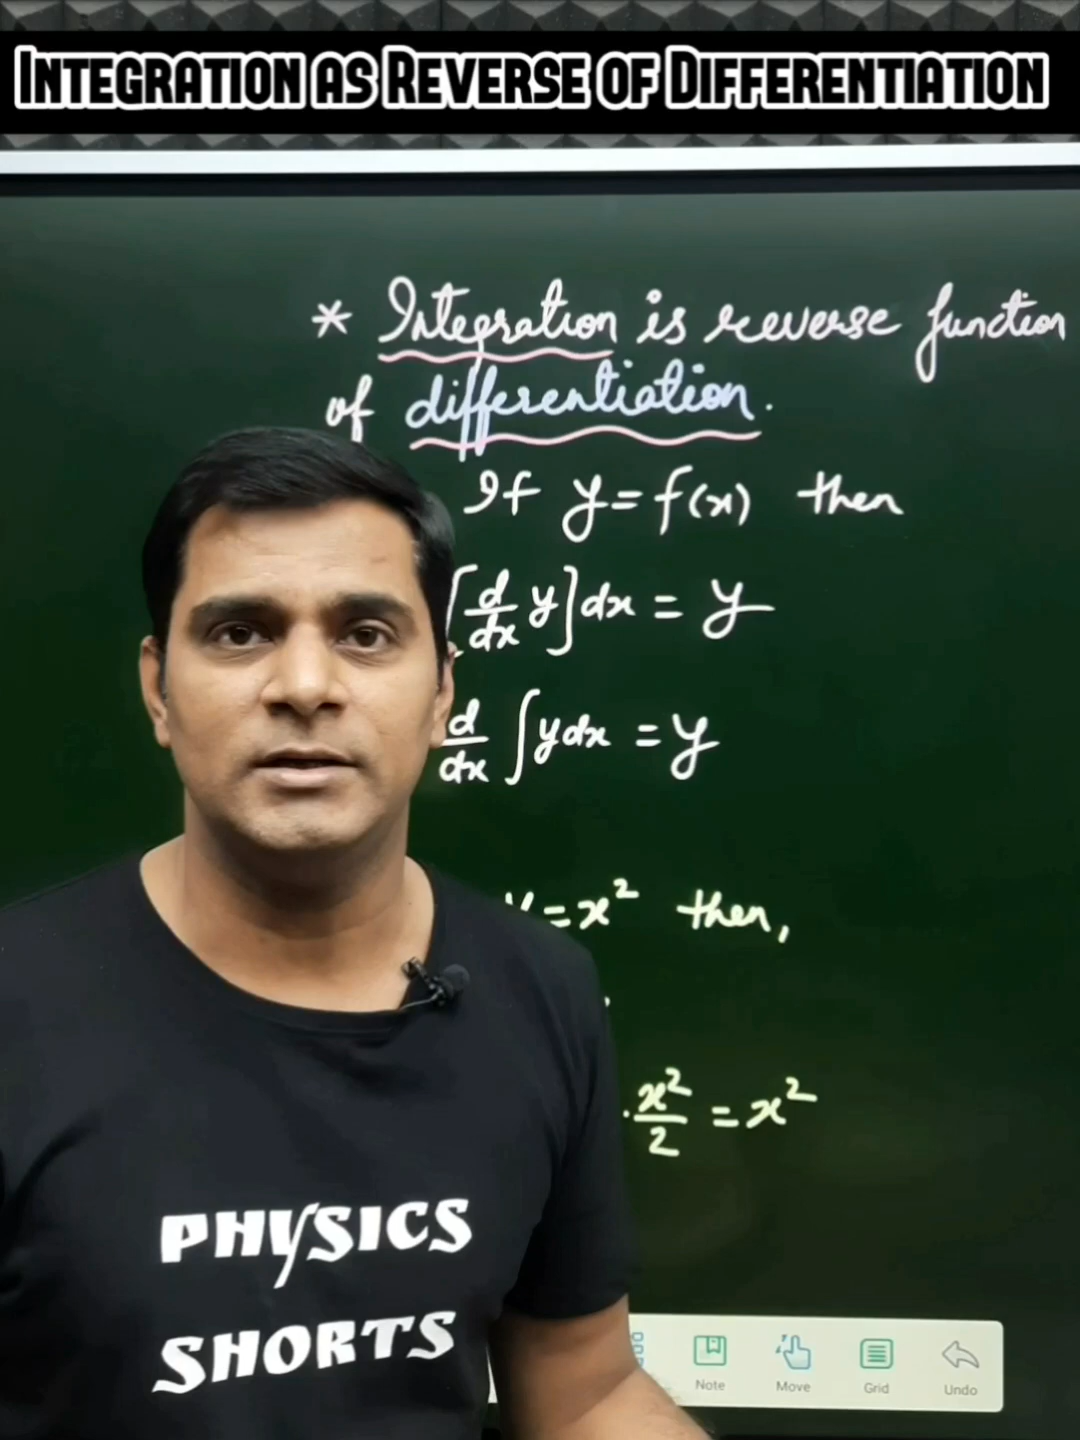 INTEGRATION AS REVERSE OF DIFFERENTIATION
* Integration is reverse function
of differentiation.
If y = f(x) then
[d/dx y] dx = y
d/dx ∫ y dx = y
y = x² then,
. x²/2 = x²
PHYSICS
SHORTS
Note Move Grid Undo